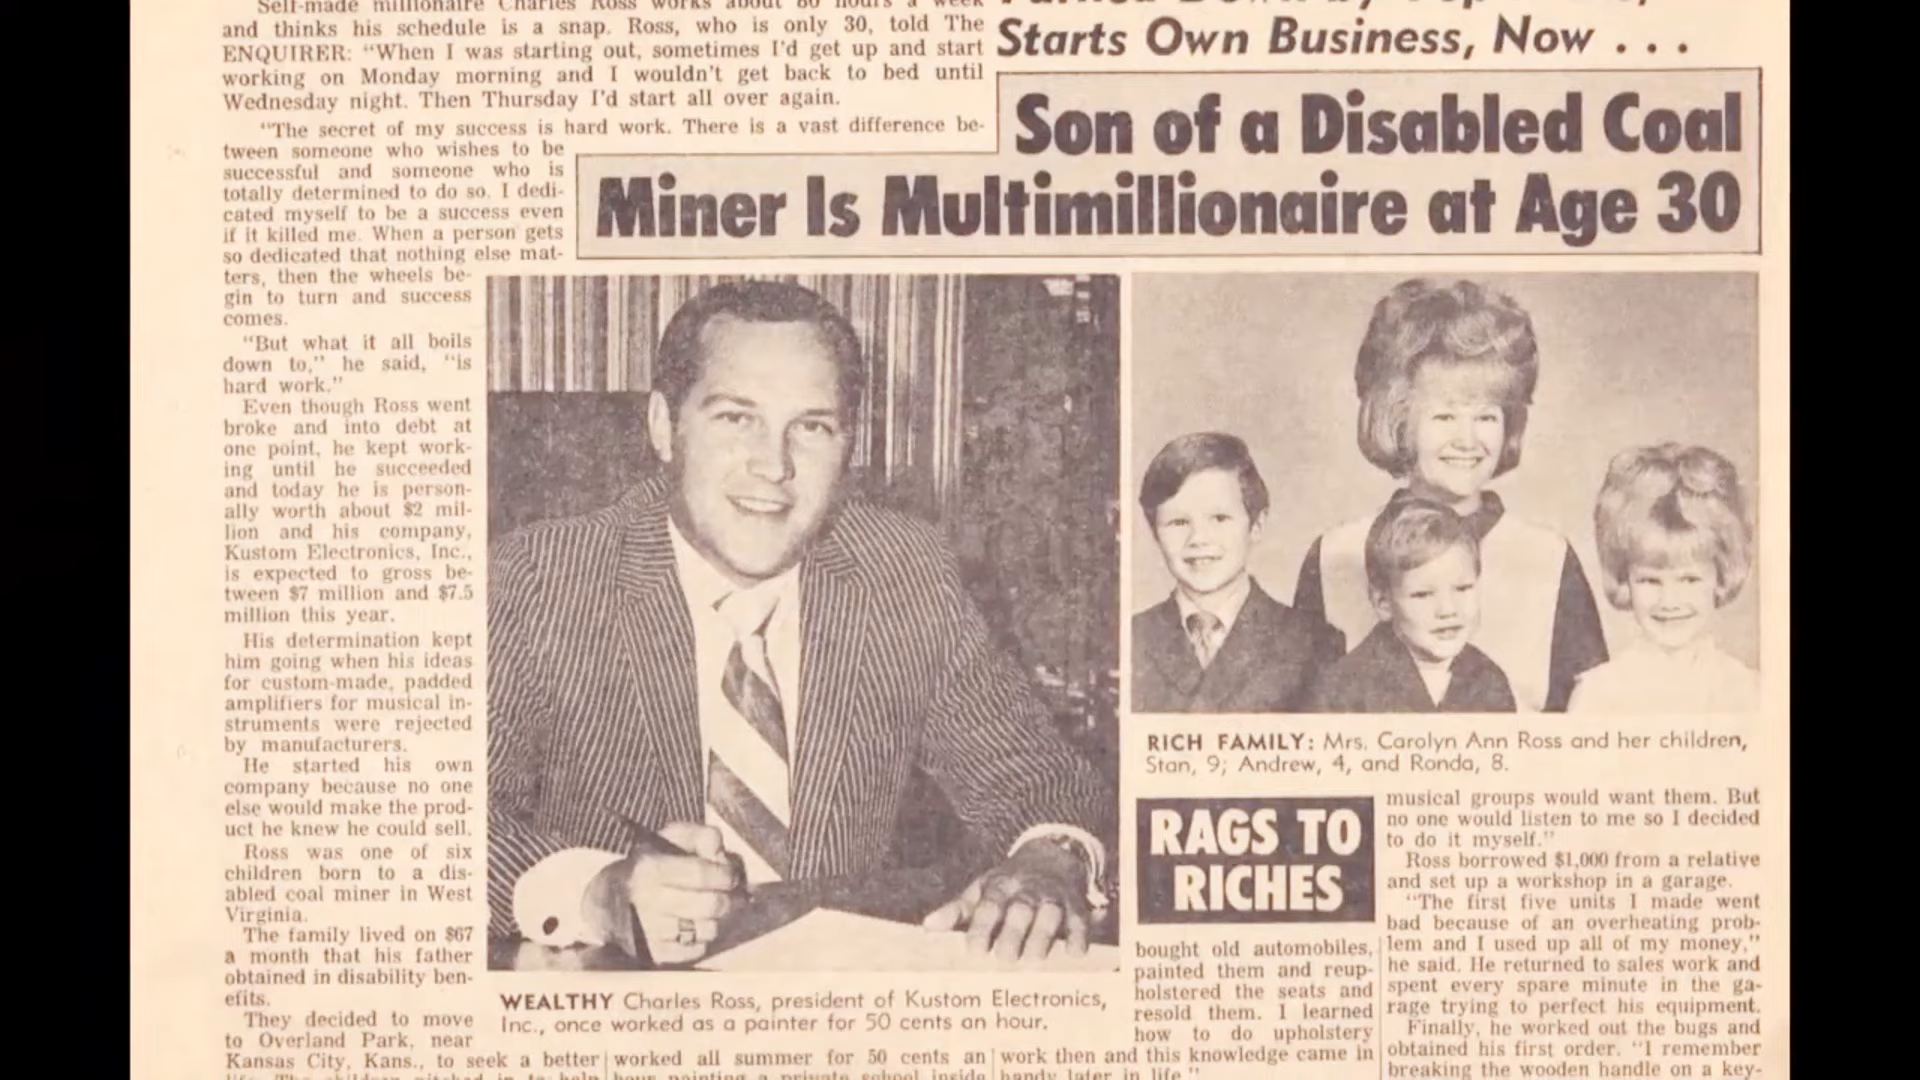 Self-made millionaire Charles Ross works about 80 hours a week
and thinks his schedule is a snap. Ross, who is only 30, told The
ENQUIRER: “When I was starting out, sometimes I’d get up and start
working on Monday morning and I wouldn’t get back to bed until
Wednesday night. Then Thursday I’d start all over again.
“The secret of my success is hard work. There is a vast difference be-
tween someone who wishes to be
successful and someone who is
totally determined to do so. I dedi-
cated myself to be a success even
if it killed me. When a person gets
so dedicated that nothing else mat-
ters, then the wheels be-
gin to turn and success
comes.
“But what it all boils
down to,” he said, “is
hard work.”
Even though Ross went
broke and into debt at
one point, he kept work-
ing until he succeeded
and today he is person-
ally worth about $2 mil-
lion and his company,
Kustom Electronics, Inc.,
is expected to gross be-
tween $7 million and $7.5
million this year.
His determination kept
him going when his ideas
for custom-made, padded
amplifiers for musical in-
struments were rejected
by manufacturers.
He started his own
company because no one
else would make the prod-
uct he knew he could sell.
Ross was one of six
children born to a dis-
abled coal miner in West
Virginia.
The family lived on $67
a month that his father
obtained in disability ben-
efits.
They decided to move
to Overland Park, near
Kansas City, Kans., to seek a better
Starts Own Business, Now . . .
Son of a Disabled Coal
Miner Is Multimillionaire at Age 30
WEALTHY Charles Ross, president of Kustom Electronics,
Inc., once worked as a painter for 50 cents an hour.
worked all summer for 50 cents an
hour painting a private school inside
RICH FAMILY: Mrs. Carolyn Ann Ross and her children,
Stan, 9; Andrew, 4, and Ronda, 8.
RAGS TO
RICHES
bought old automobiles,
painted them and reup-
holstered the seats and
resold them. I learned
how to do upholstery
work then and this knowledge came in
handy later in life.”
musical groups would want them. But
no one would listen to me so I decided
to do it myself.”
Ross borrowed $1,000 from a relative
and set up a workshop in a garage.
“The first five units I made went
bad because of an overheating prob-
lem and I used up all of my money,”
he said. He returned to sales work and
spent every spare minute in the ga-
rage trying to perfect his equipment.
Finally, he worked out the bugs and
obtained his first order. “I remember
breaking the wooden handle on a key-